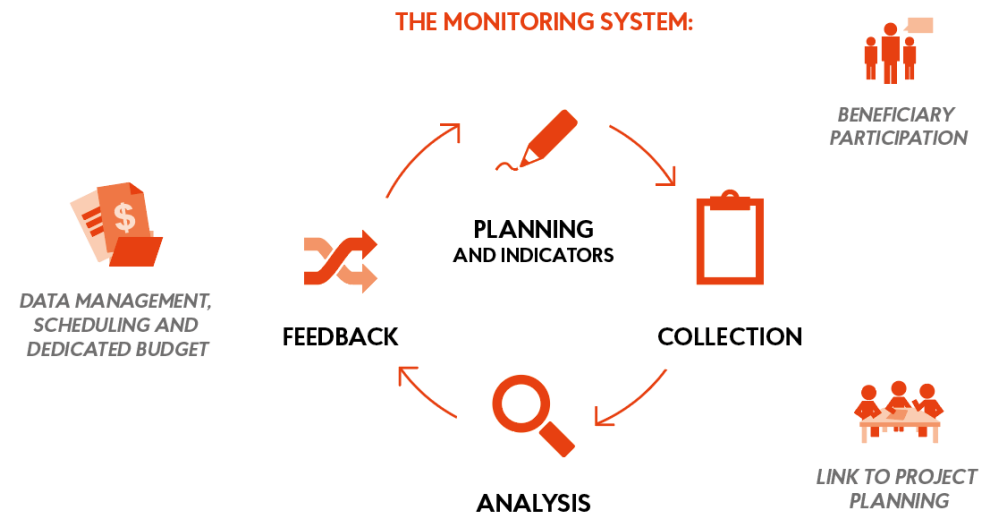 THE MONITORING SYSTEM:
BENEFICIARY
PARTICIPATION
$
PLANNING
AND INDICATORS
DATA MANAGEMENT,
SCHEDULING AND
DEDICATED BUDGET
FEEDBACK
COLLECTION
ANALYSIS
LINK TO PROJECT
PLANNING